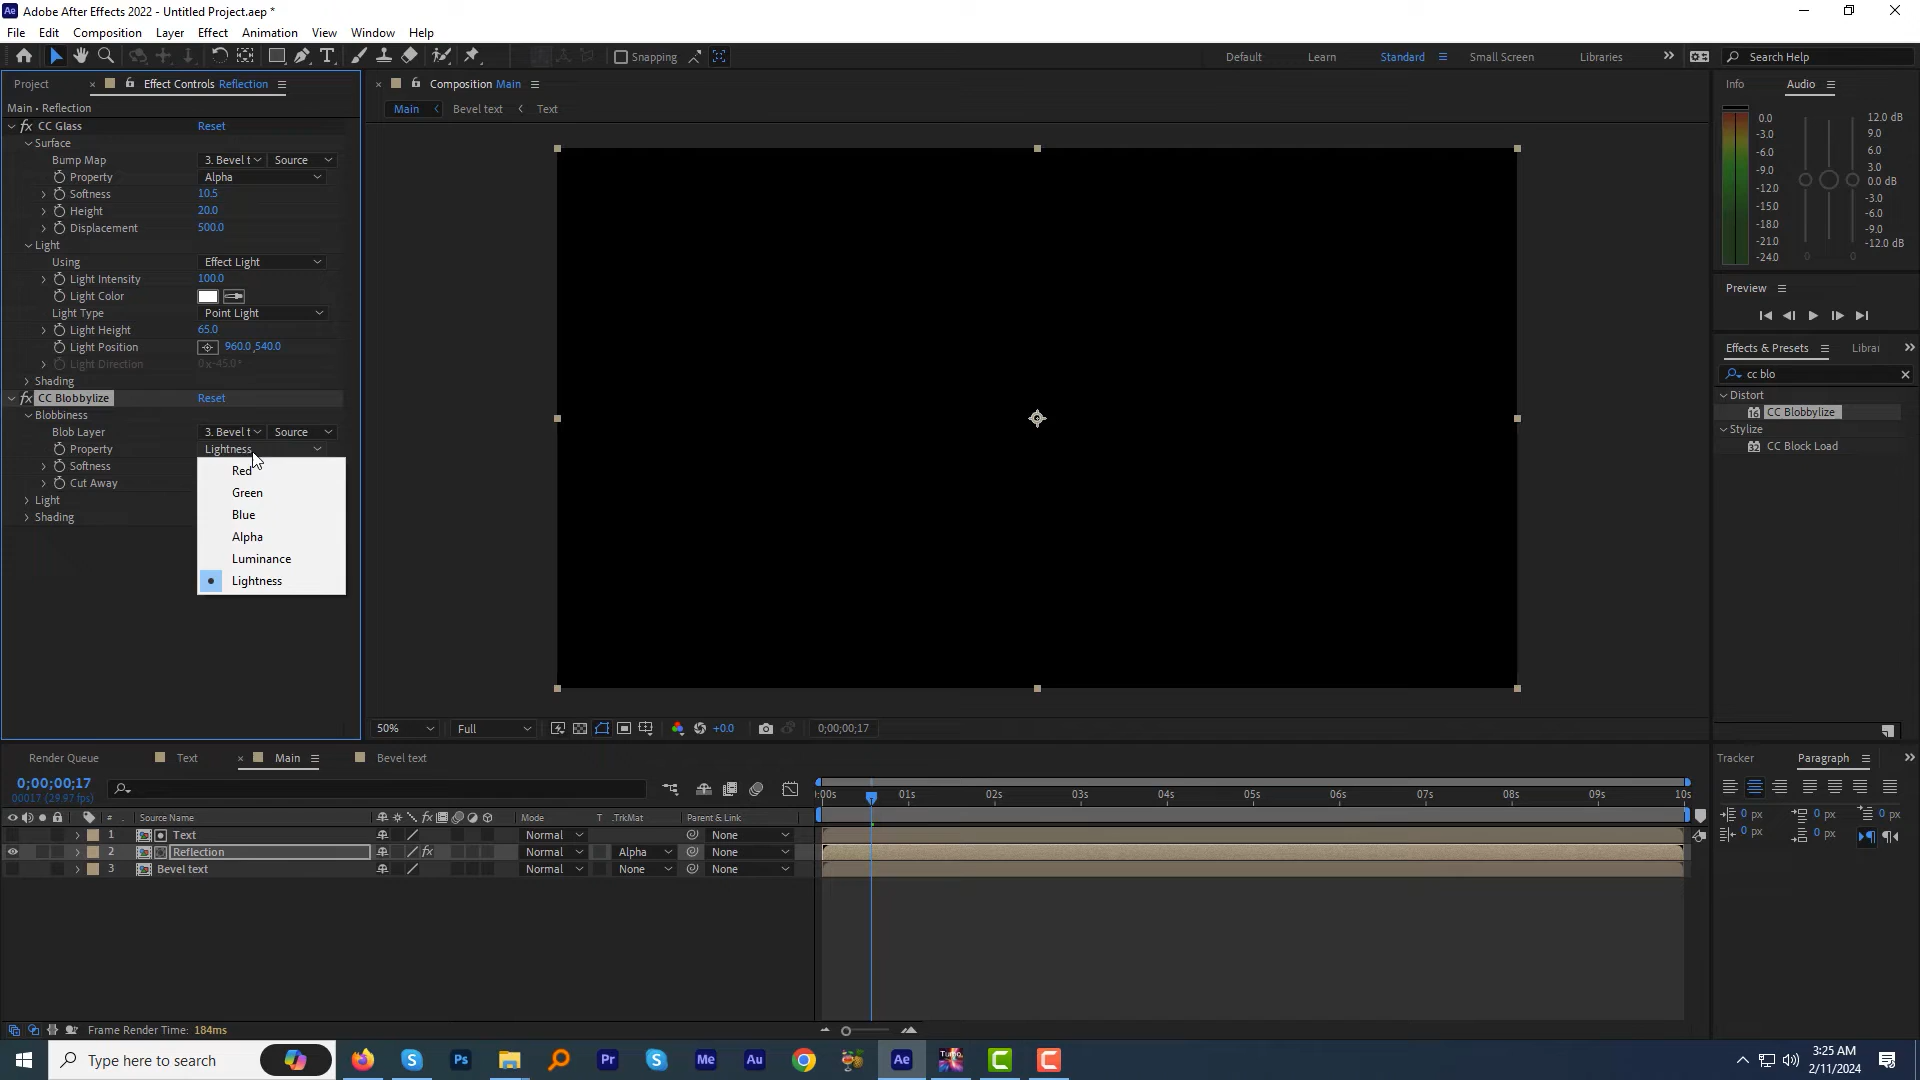 Adobe After Effects 2022 - Untitled Project.aep *
File Edit Composition Layer Effect Animation View Window Help
Snapping Default Learn Standard Small Screen Libraries Search Help
Project Effect Controls Reflection
Main • Reflection
CC Glass Reset
Surface
Bump Map 3. Bevel t Source
Property Alpha
Softness 10.5
Height 20.0
Displacement 500.0
Light
Using Effect Light
Light Intensity 100.0
Light Color
Light Type Point Light
Light Height 65.0
Light Position 960.0 ,540.0
Light Direction 0 x -45.0°
Shading
CC Blobbylize Reset
Blobbiness
Blob Layer 3. Bevel t Source
Property Lightness
Softness
Cut Away
Light
Shading
Red
Green
Blue
Alpha
Luminance
Lightness
Composition Main
Main Bevel text Text
50% Full +0.0 0;00;00;17
Info Audio
0.0
-3.0
-6.0
-9.0
-12.0
-15.0
-18.0
-21.0
-24.0
12.0 dB
9.0
6.0
3.0
0.0 dB
-3.0
-6.0
-9.0
-12.0 dB
0 0
Preview
Effects & Presets Librar
cc blo
Distort
CC Blobbylize
Stylize
CC Block Load
Render Queue Text Main Bevel text
0;00;00;17
00017 (29.97 fps)
:00s 01s 02s 03s 04s 05s 06s 07s 08s 09s 10s
# Source Name Mode T .TrkMat Parent & Link
1 Text Normal None
2 Reflection Normal Alpha None
3 Bevel text Normal None None
Frame Render Time: 184ms
Tracker Paragraph
0 px 0 px 0 px
0 px 0 px
Type here to search
3:25 AM
2/11/2024